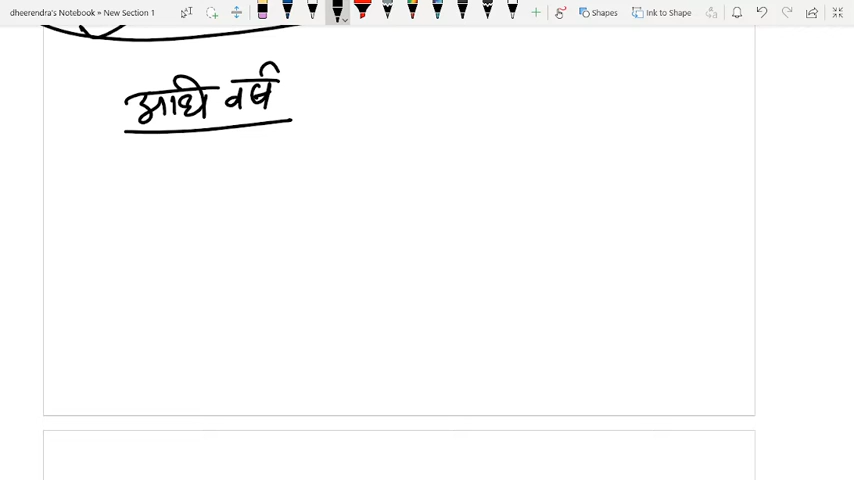 dheerendra's Notebook » New Section 1
Shapes
Ink to Shape
आधि वर्ष